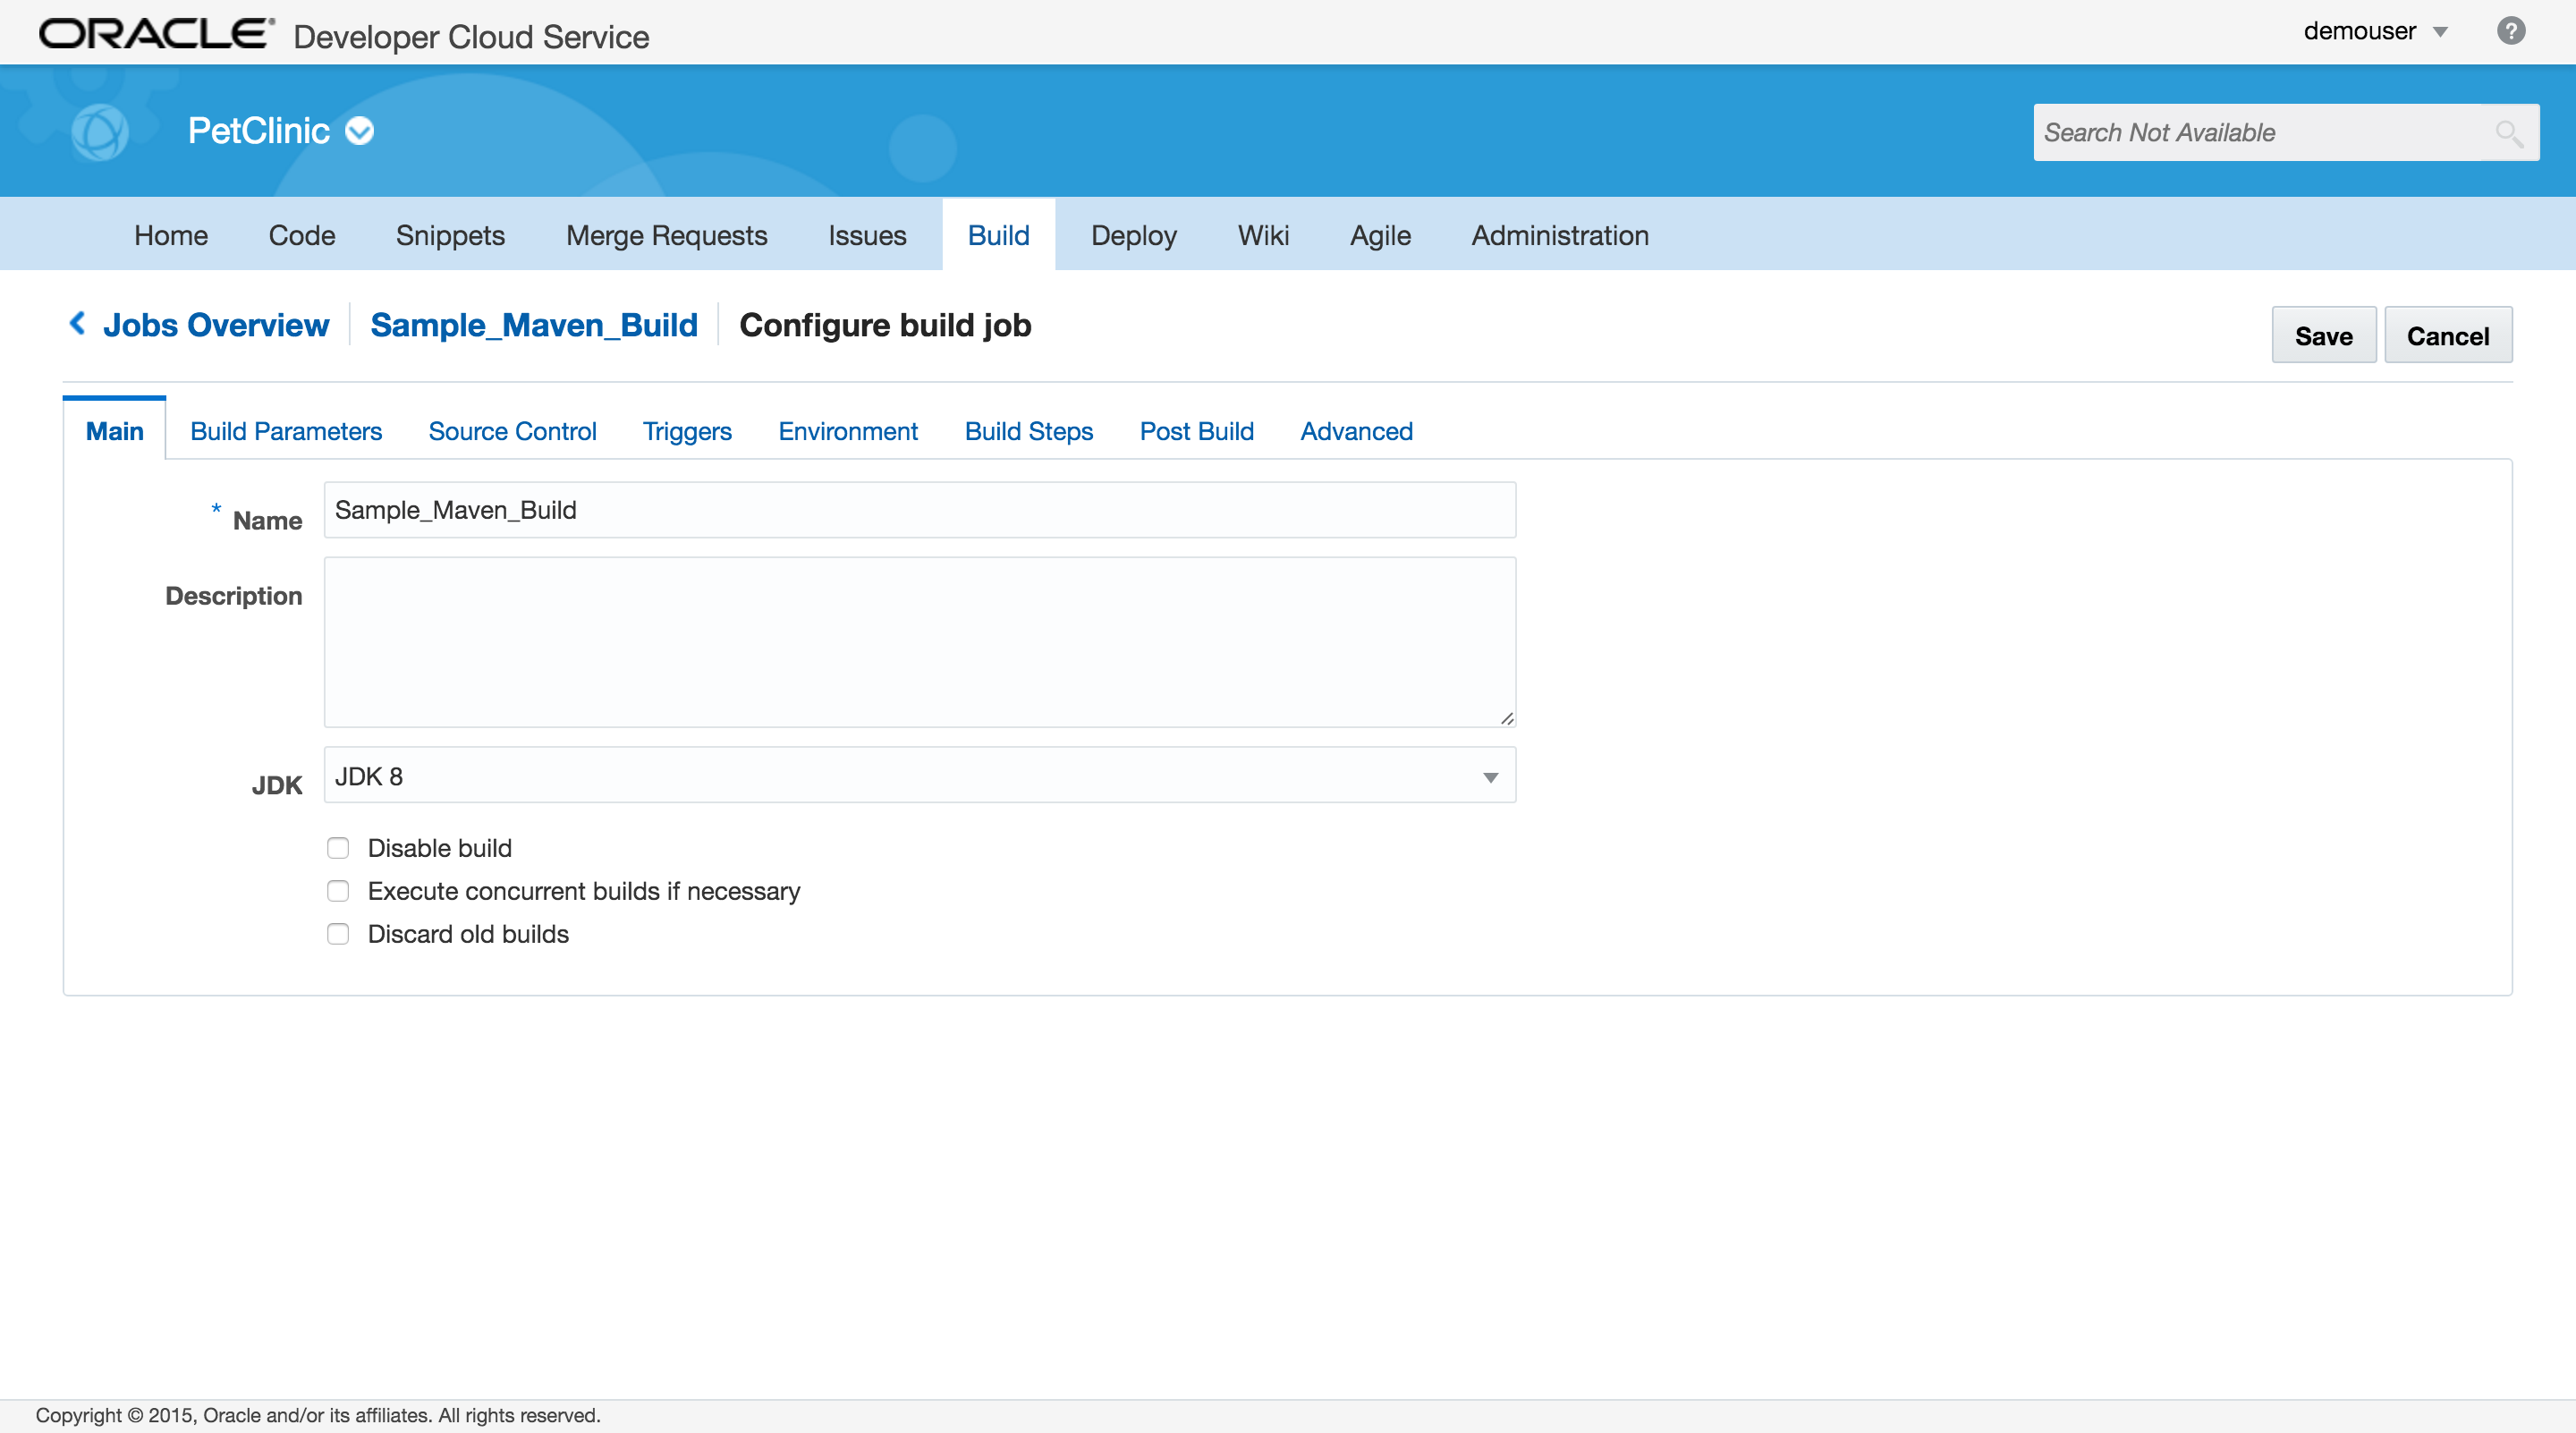 ORACLE® Developer Cloud Service
demouser
?
PetClinic
Search Not Available
Home Code Snippets Merge Requests Issues Build Deploy Wiki Agile Administration
Jobs Overview Sample_Maven_Build Configure build job
Save Cancel
Main Build Parameters Source Control Triggers Environment Build Steps Post Build Advanced
* Name Sample_Maven_Build
Description
JDK JDK 8
Disable build
Execute concurrent builds if necessary
Discard old builds
Copyright © 2015, Oracle and/or its affiliates. All rights reserved.